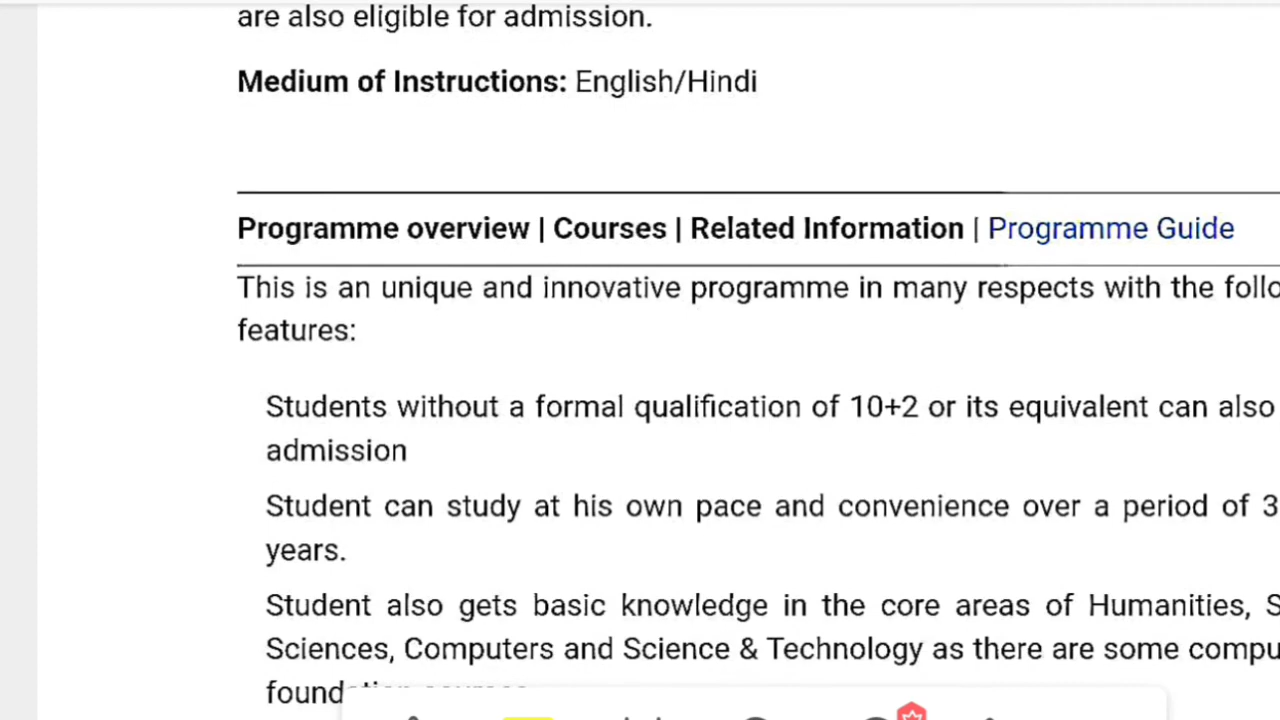 are also eligible for admission.
Medium of Instructions: English/Hindi
Programme overview | Courses | Related Information | Programme Guide
This is an unique and innovative programme in many respects with the
features:
Students without a formal qualification of 10+2 or its equivalent can also
admission
Student can study at his own pace and convenience over a period of 3
years.
Student also gets basic knowledge in the core areas of Humanities,
Sciences, Computers and Science & Technology as there are some